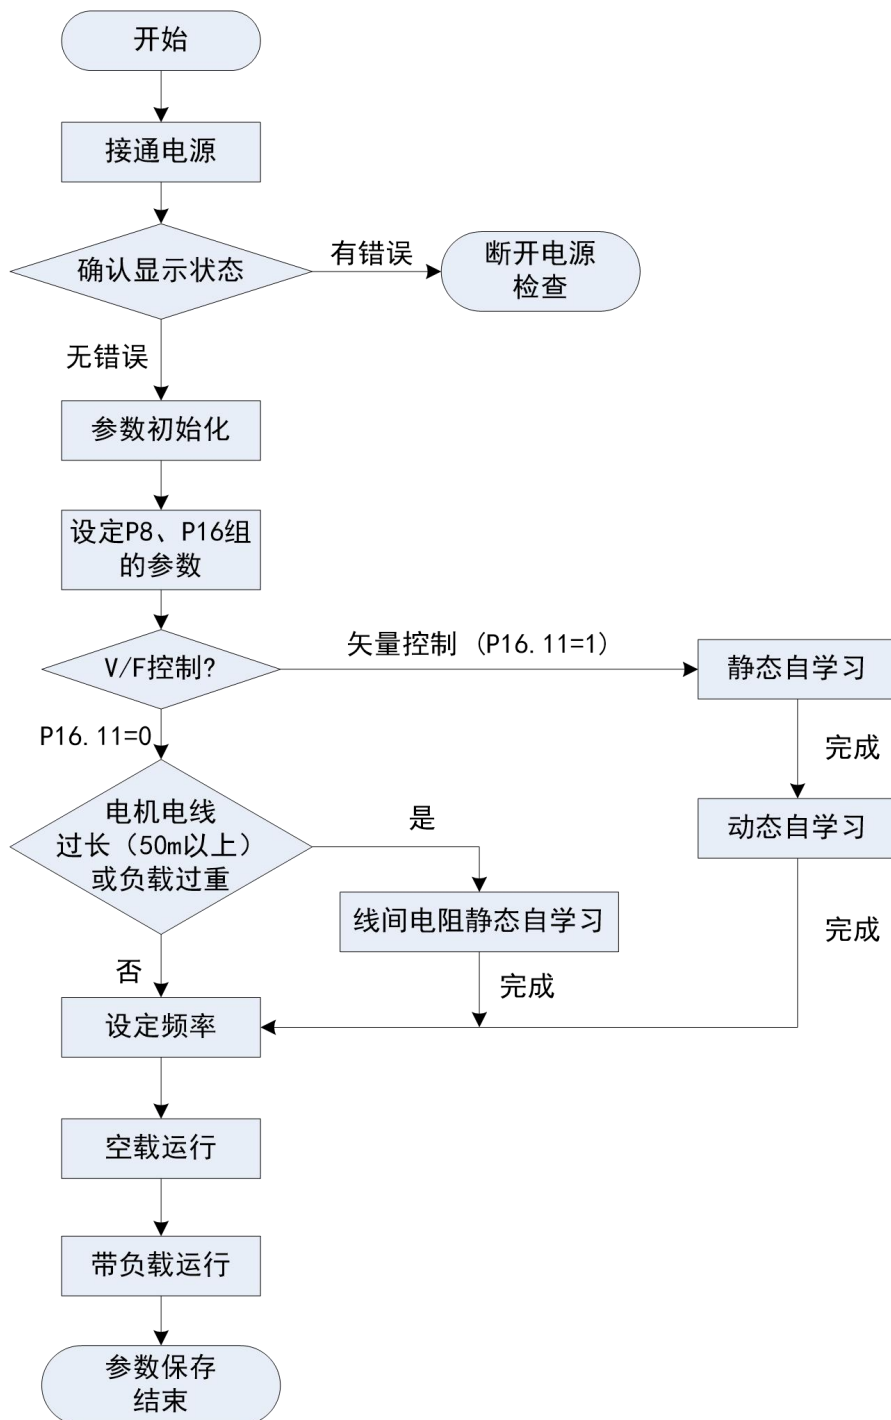 开始
接通电源
确认显示状态
有错误
断开电源
检查
无错误
参数初始化
设定P8、P16组
的参数
V/F控制?
矢量控制 (P16.11=1)
静态自学习
P16.11=0
完成
电机电线
过长（50m以上）
或负载过重
是
动态自学习
线间电阻静态自学习
完成
否
完成
设定频率
空载运行
带负载运行
参数保存
结束